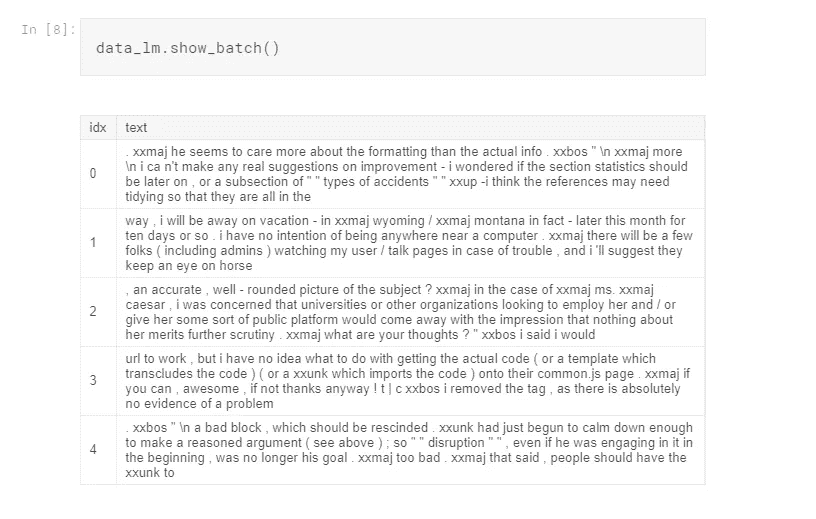 In [8]:
data_lm.show_batch()
idx text
. xxmaj he seems to care more about the formatting than the actual info . xxbos " \n xxmaj more
\n i ca n't make any real suggestions on improvement - i wondered if the section statistics should
0
be later on , or a subsection of " " types of accidents " " xxup -i think the references may need
tidying so that they are all in the
way , i will be away on vacation - in xxmaj wyoming / xxmaj montana in fact - later this month for
ten days or so . i have no intention of being anywhere near a computer . xxmaj there will be a few
1
folks ( including admins ) watching my user / talk pages in case of trouble , and i 'll suggest they
keep an eye on horse
, an accurate , well - rounded picture of the subject ? xxmaj in the case of xxmaj ms. xxmaj
caesar , i was concerned that universities or other organizations looking to employ her and / or
2
give her some sort of public platform would come away with the impression that nothing about
her merits further scrutiny . xxmaj what are your thoughts ? " xxbos i said i would
url to work , but i have no idea what to do with getting the actual code ( or a template which
transcludes the code ) ( or a xxunk which imports the code ) onto their common.js page . xxmaj if
3
you can , awesome , if not thanks anyway ! t | c xxbos i removed the tag , as there is absolutely
no evidence of a problem
. xxbos " \n a bad block , which should be rescinded . xxunk had just begun to calm down enough
to make a reasoned argument ( see above ) ; so " " disruption " " , even if he was engaging in it in
4
the beginning , was no longer his goal . xxmaj too bad . xxmaj that said , people should have the
xxunk to